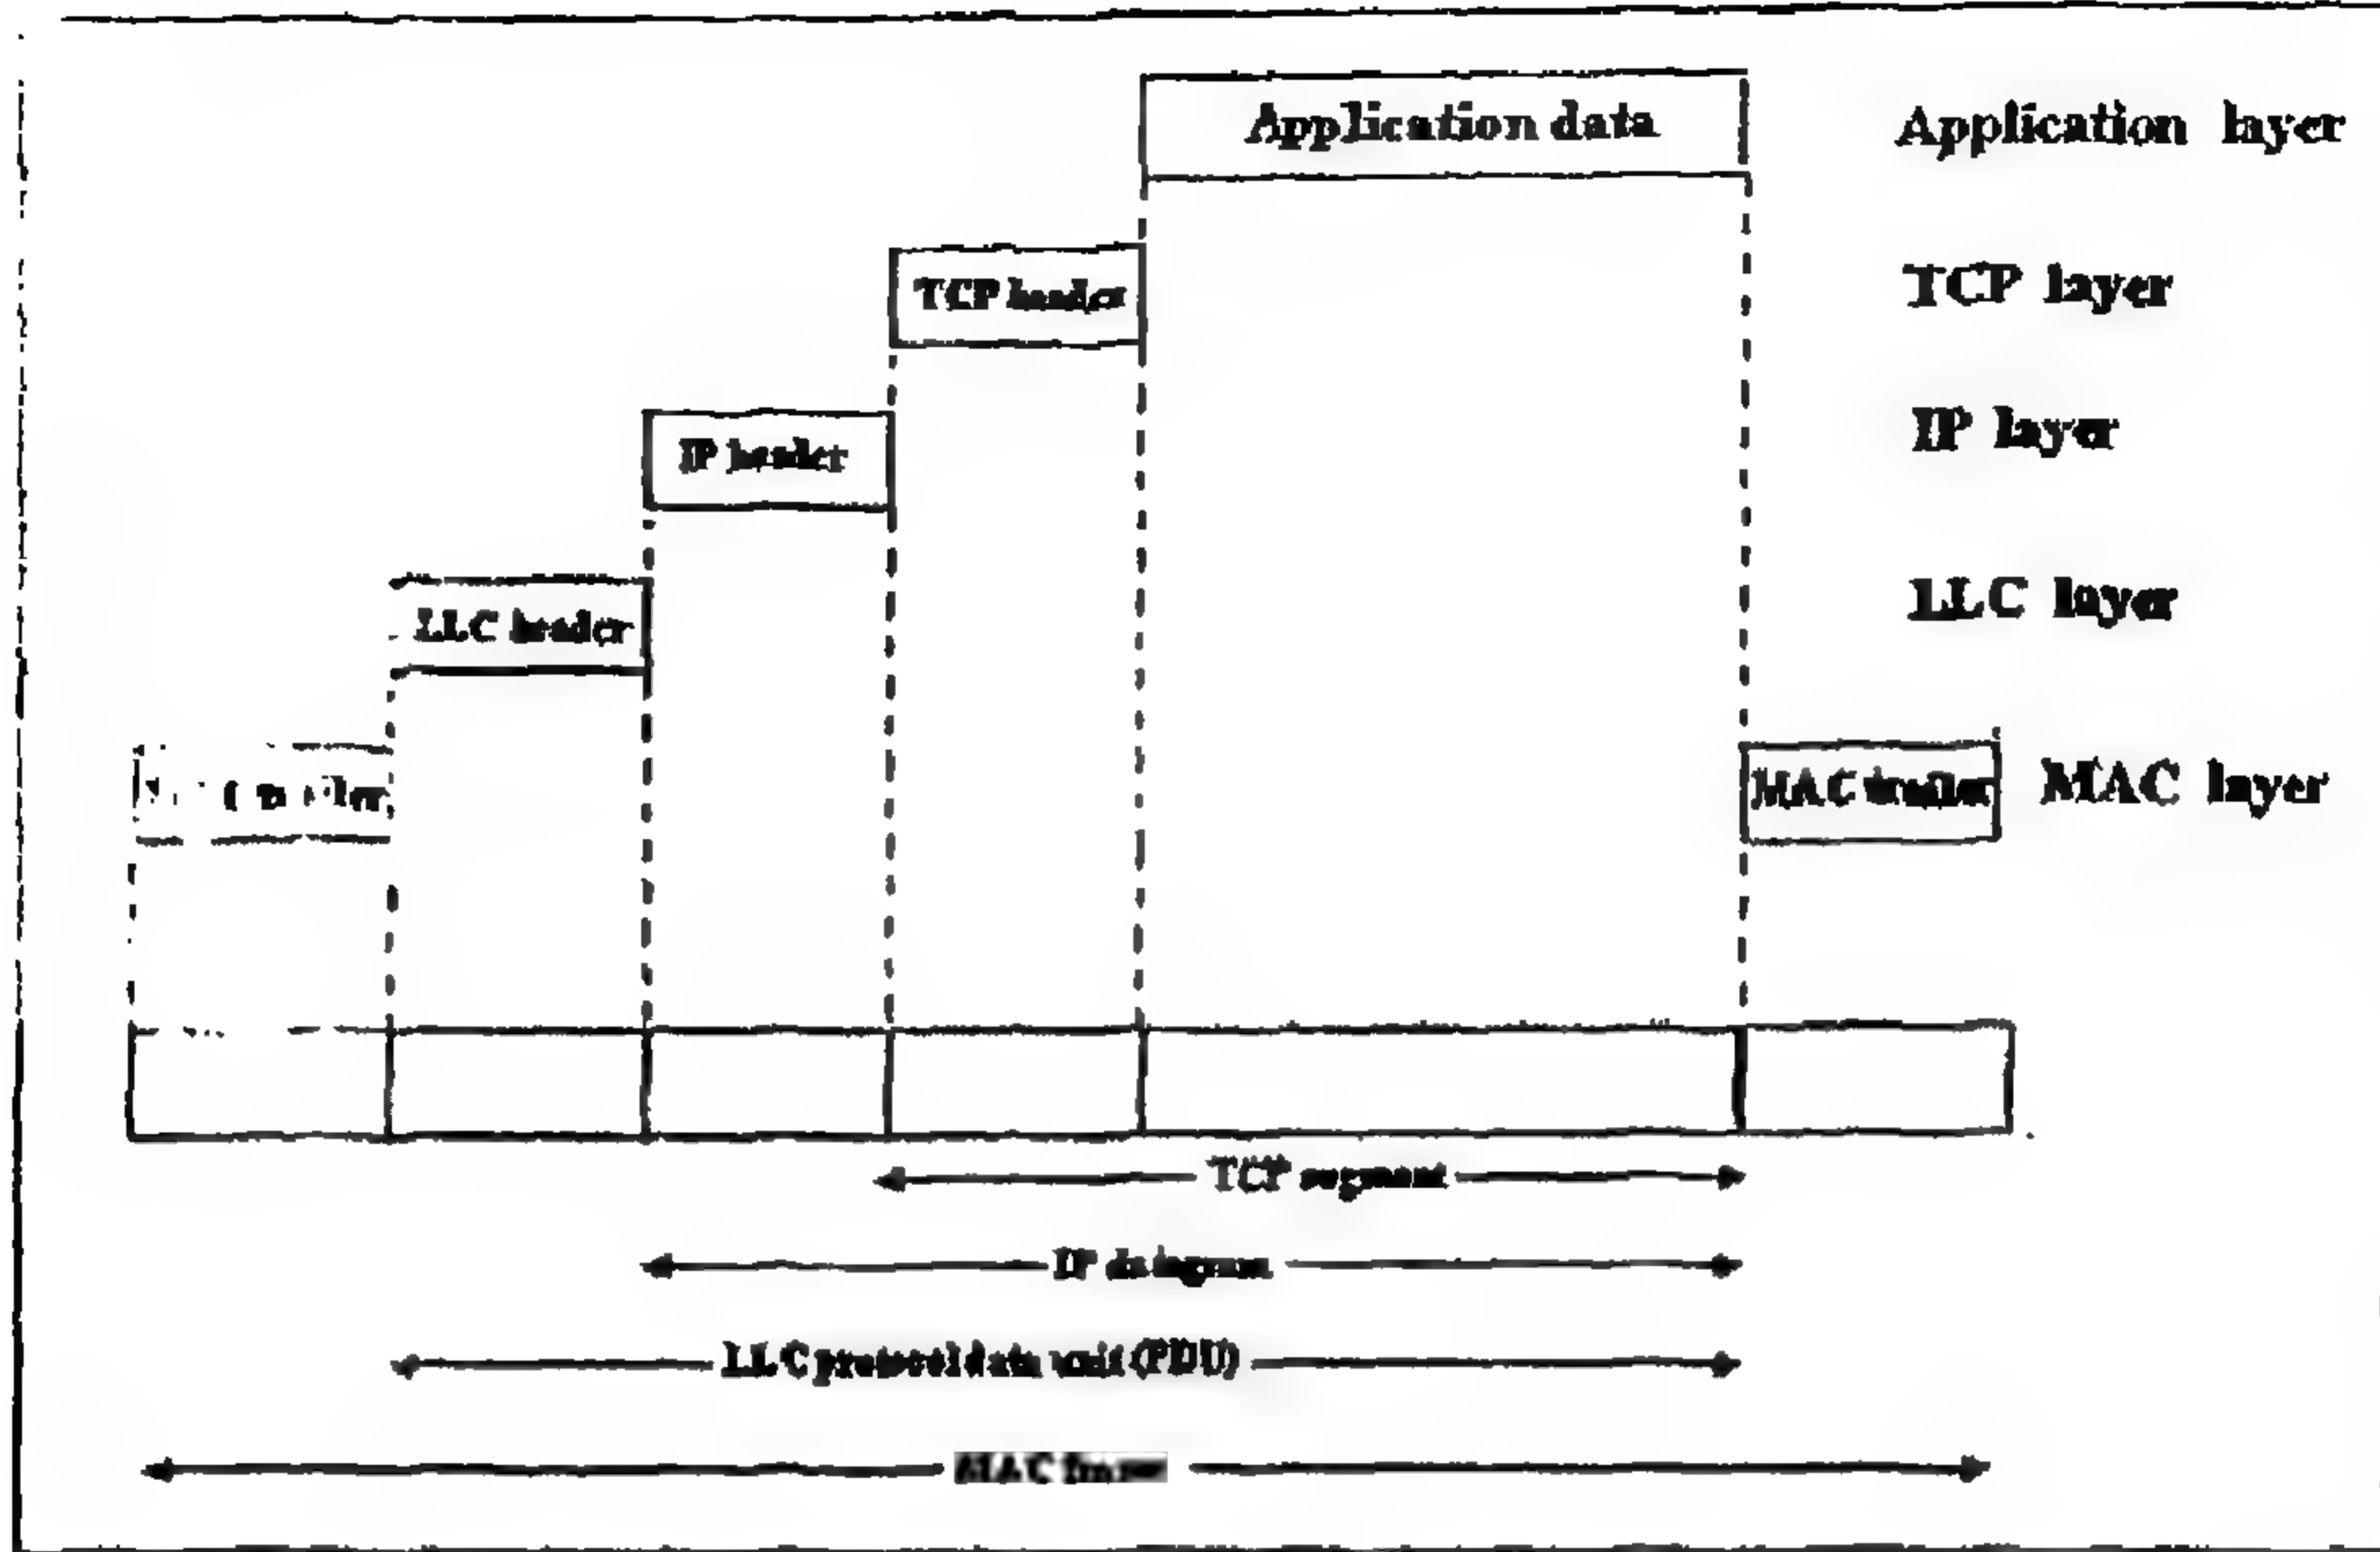 Application data
Application layer
TCP header
TCP layer
IP header
IP layer
LLC header
LLC layer
MAC trailer
MAC layer
TCP segment
IP datagram
LLC protocol data unit (PDU)
MAC frame